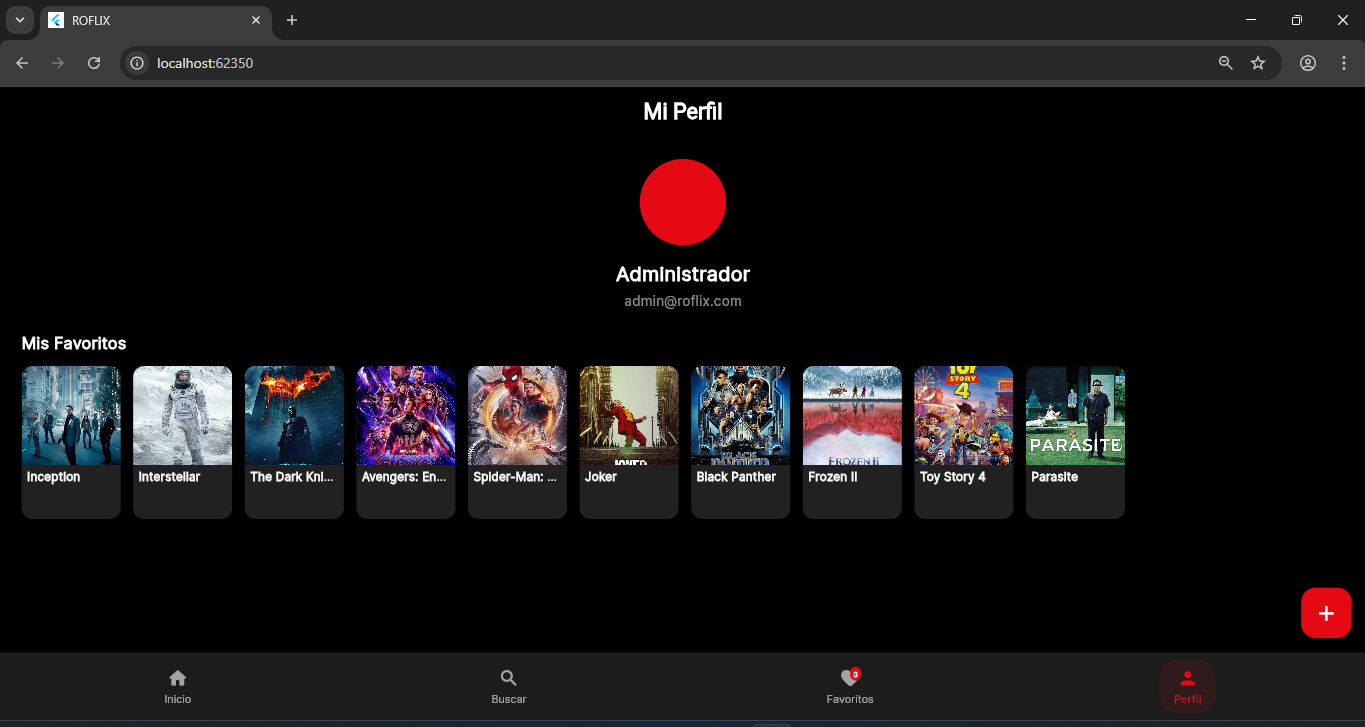 ROFLIX
localhost:62350
Mi Perfil
Administrador
admin@roflix.com
Mis Favoritos
STORY
4
PARASITE
JOKER
BLACK PANTHER
FROZEN II
Inception
Interstellar
The Dark Kni...
Avengers: En...
Spider-Man: ...
Joker
Black Panther
Frozen II
Toy Story 4
Parasite
+
3
Inicio
Buscar
Favoritos
Perfil